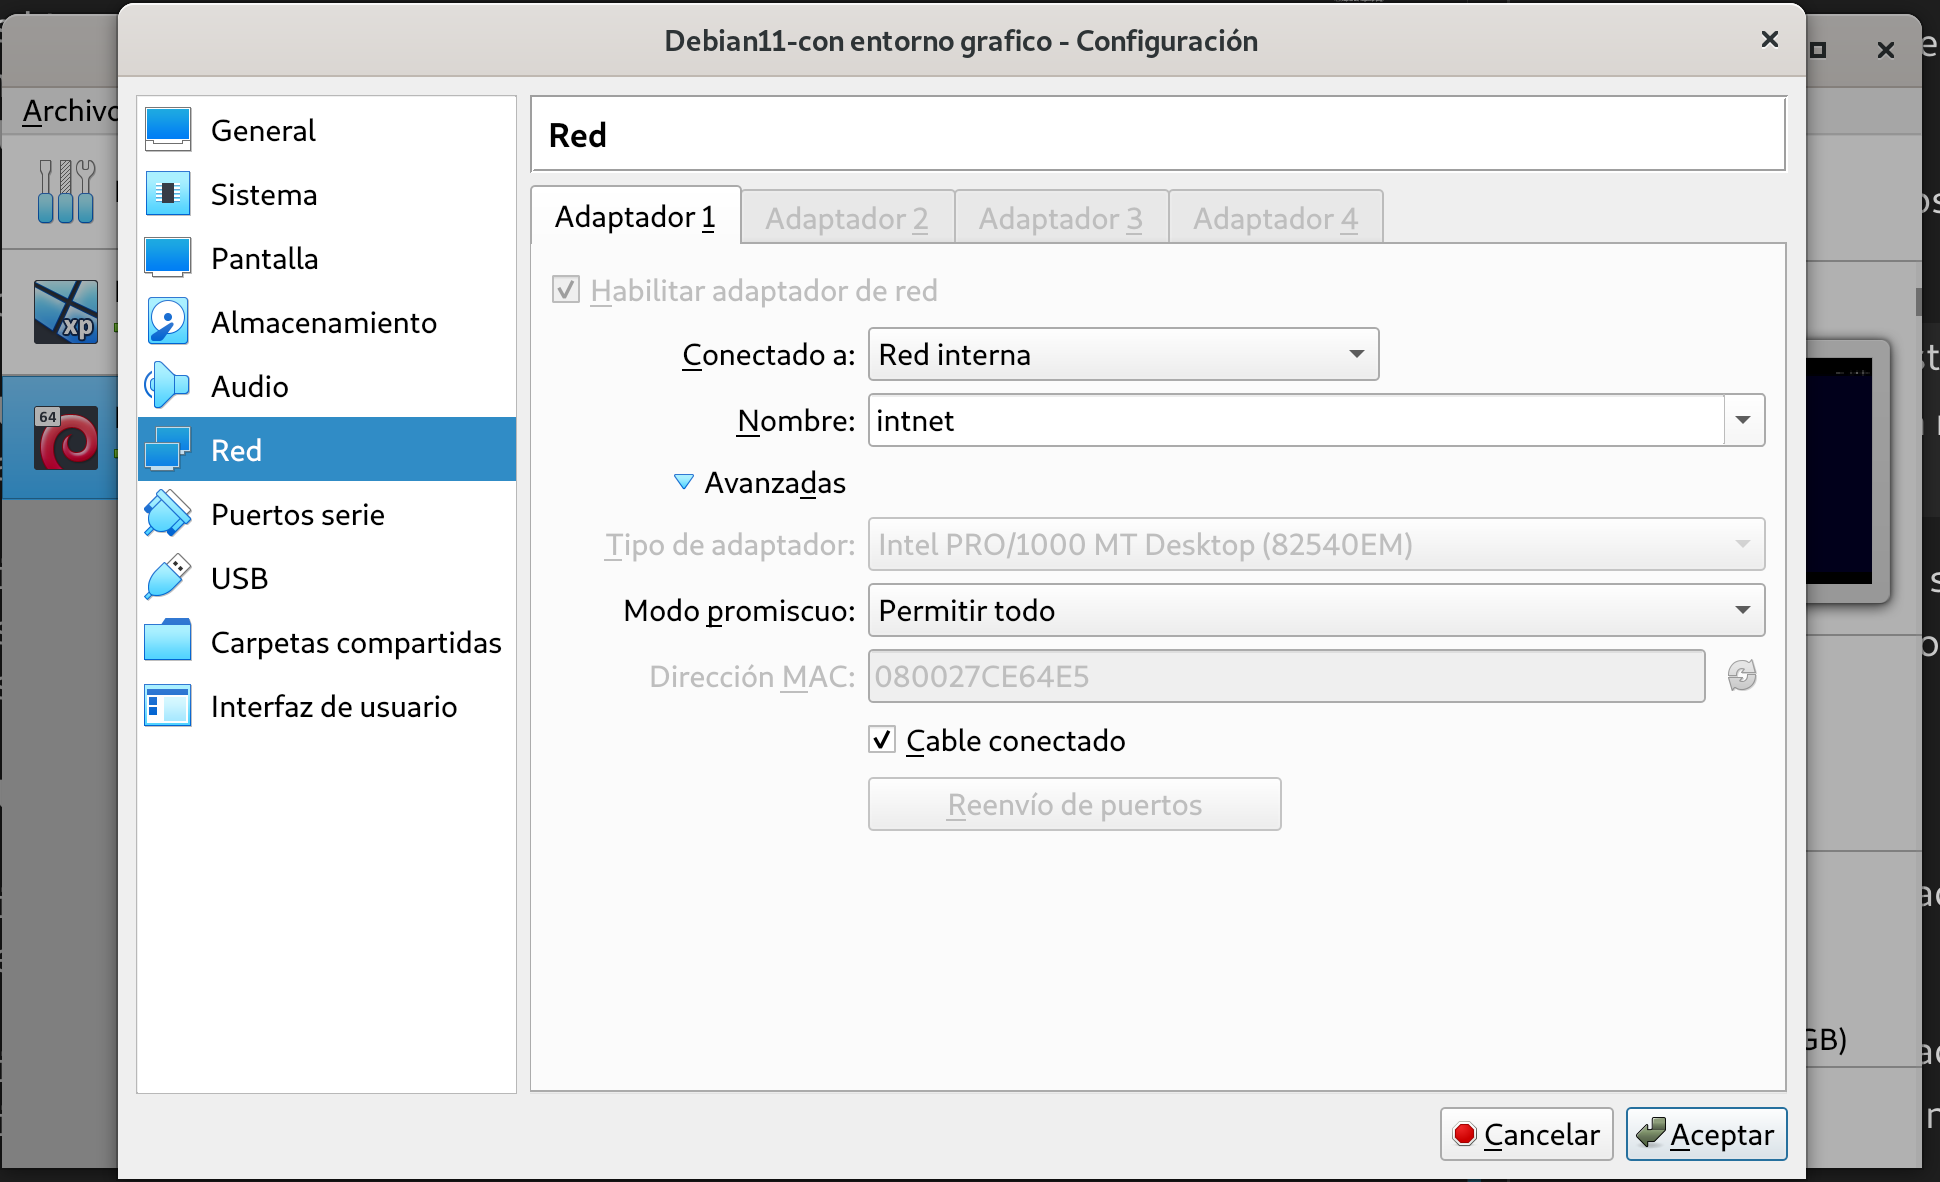 Debian11-con entorno grafico - Configuración
Archivo
General
Sistema
Pantalla
Almacenamiento
Audio
Red
Puertos serie
USB
Carpetas compartidas
Interfaz de usuario
xp
64
Red
Adaptador 1
Adaptador 2
Adaptador 3
Adaptador 4
Habilitar adaptador de red
Conectado a: Red interna
Nombre: intnet
Avanzadas
Tipo de adaptador: Intel PRO/1000 MT Desktop (82540EM)
Modo promiscuo: Permitir todo
Dirección MAC: 080027CE64E5
Cable conectado
Reenvío de puertos
GB)
Cancelar
Aceptar